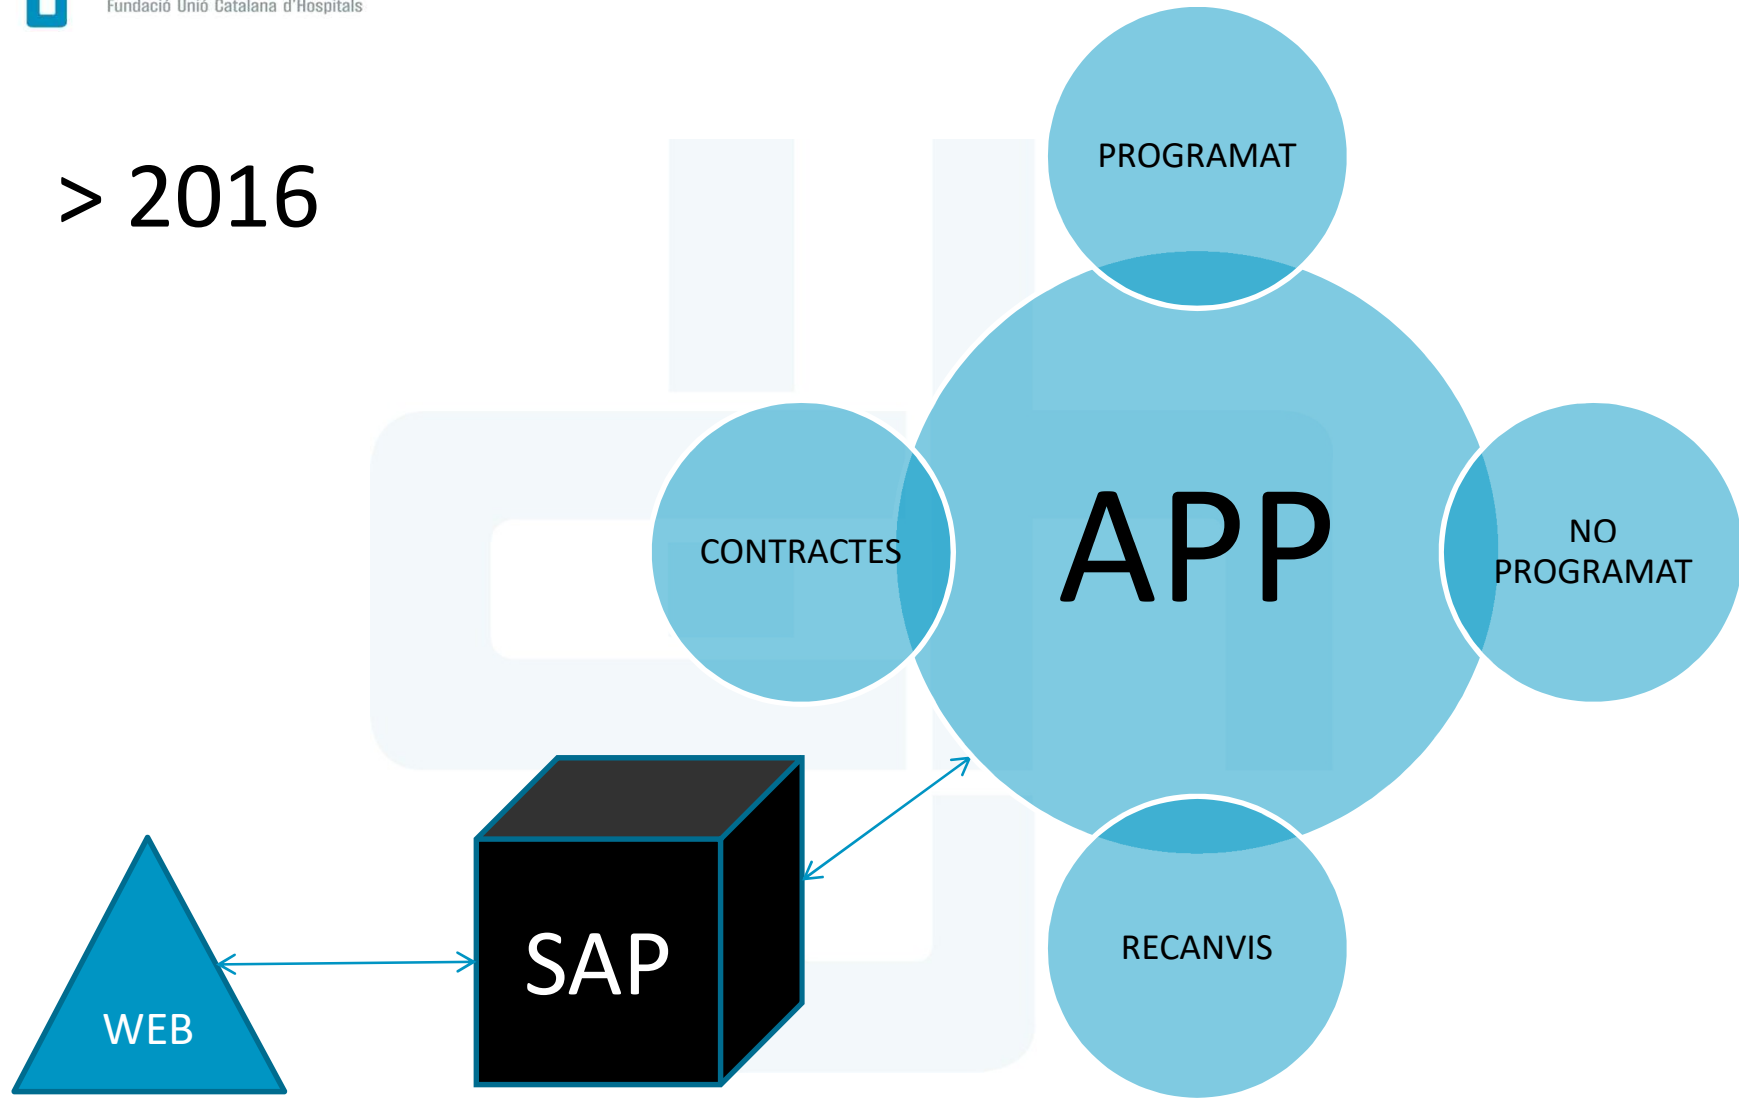 Fundació Unió Catalana d'Hospitals
> 2016
PROGRAMAT
CONTRACTES
APP
NO
PROGRAMAT
RECANVIS
SAP
WEB